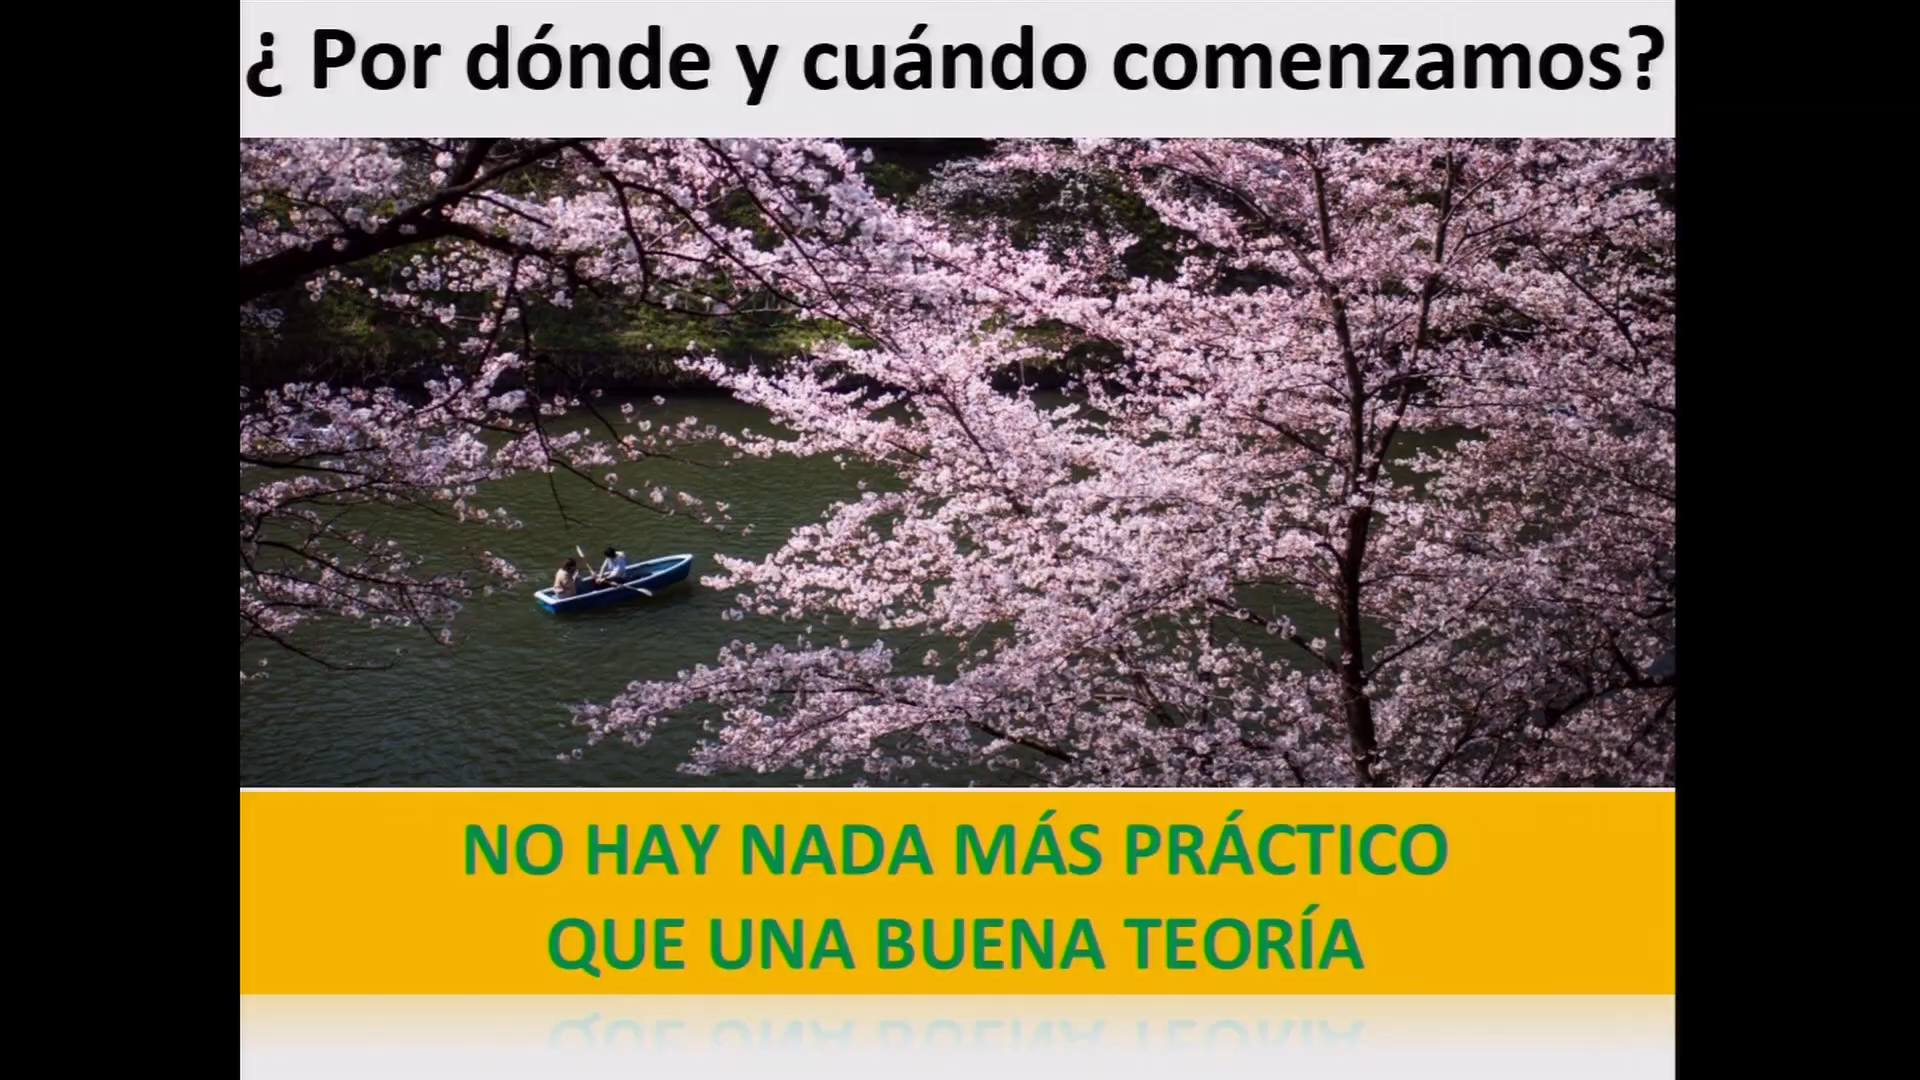 ¿ Por dónde y cuándo comenzamos?
NO HAY NADA MÁS PRÁCTICO
QUE UNA BUENA TEORÍA